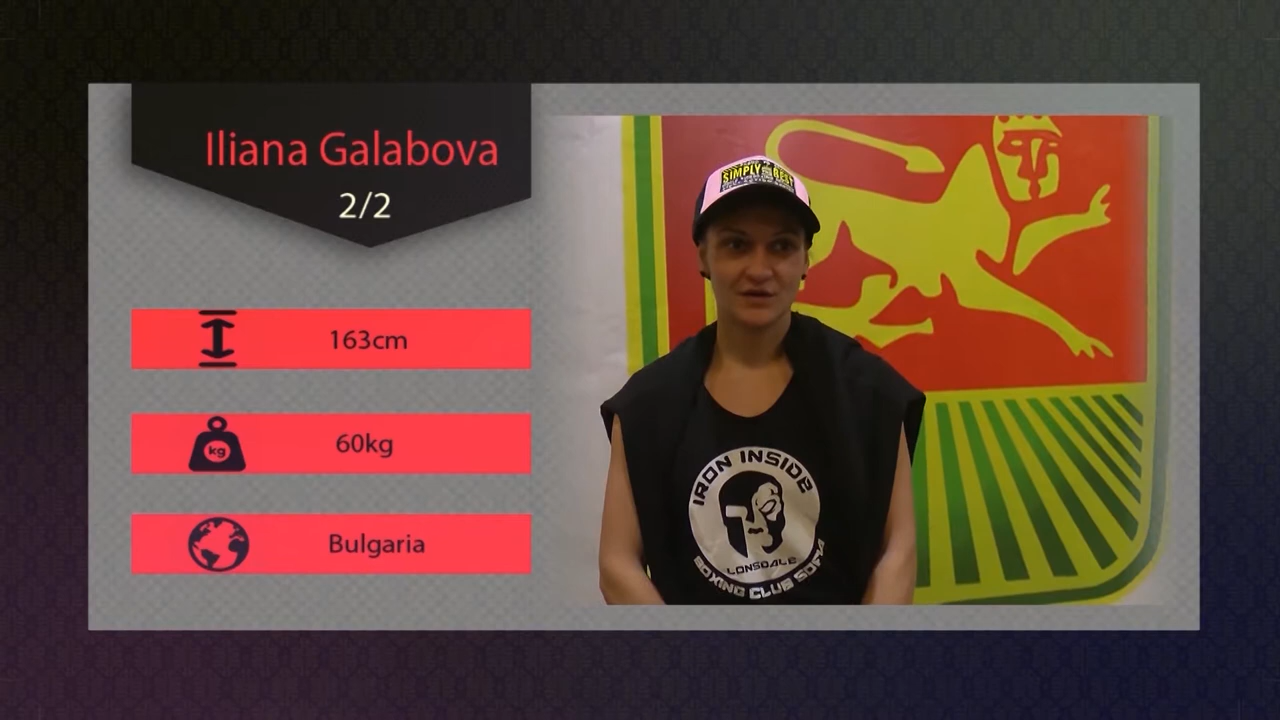 Iliana Galabova
2/2
163cm
kg
60kg
Bulgaria
SIMPLY THE BEST
IRON INSIDE
LONSDALE
BOXING CLUB SOFIA